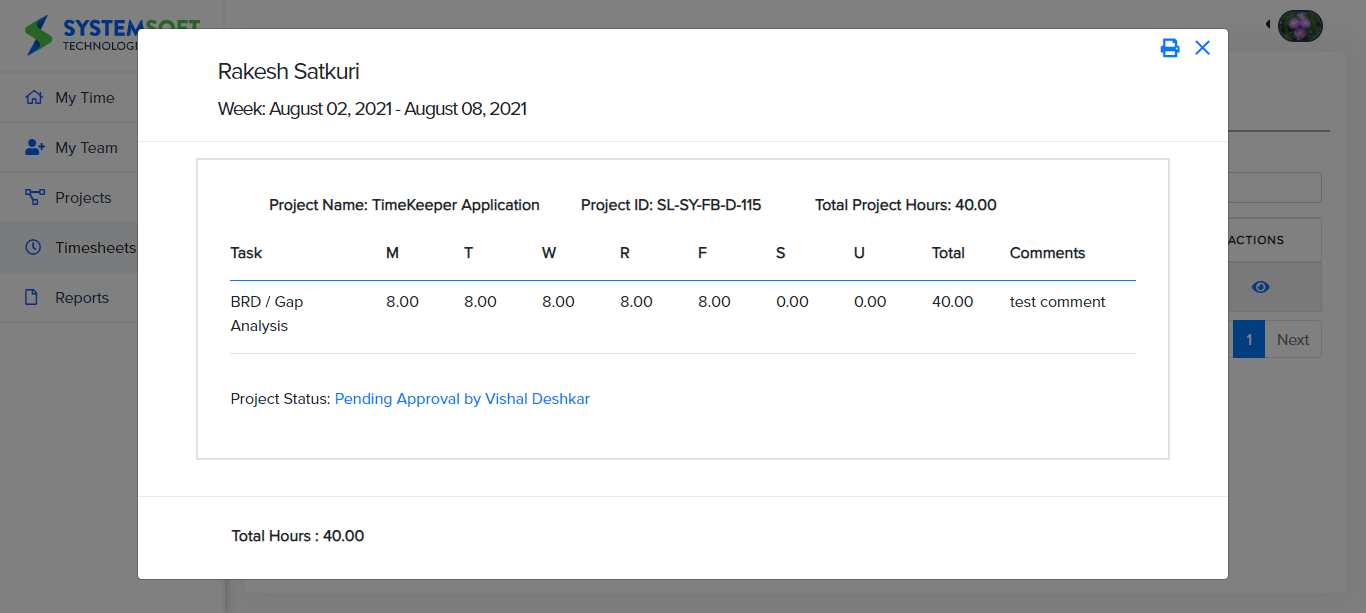 SYSTEMSOFT
TECHNOLOGI
My Time
My Team
Projects
Timesheets
Reports
Rakesh Satkuri
Week: August 02, 2021 - August 08, 2021
Project Name: TimeKeeper Application Project ID: SL-SY-FB-D-115 Total Project Hours: 40.00
Task M T W R F S U Total Comments
BRD / Gap 8.00 8.00 8.00 8.00 8.00 0.00 0.00 40.00 test comment
Analysis
Project Status: Pending Approval by Vishal Deshkar
Total Hours : 40.00
ACTIONS
1 Next